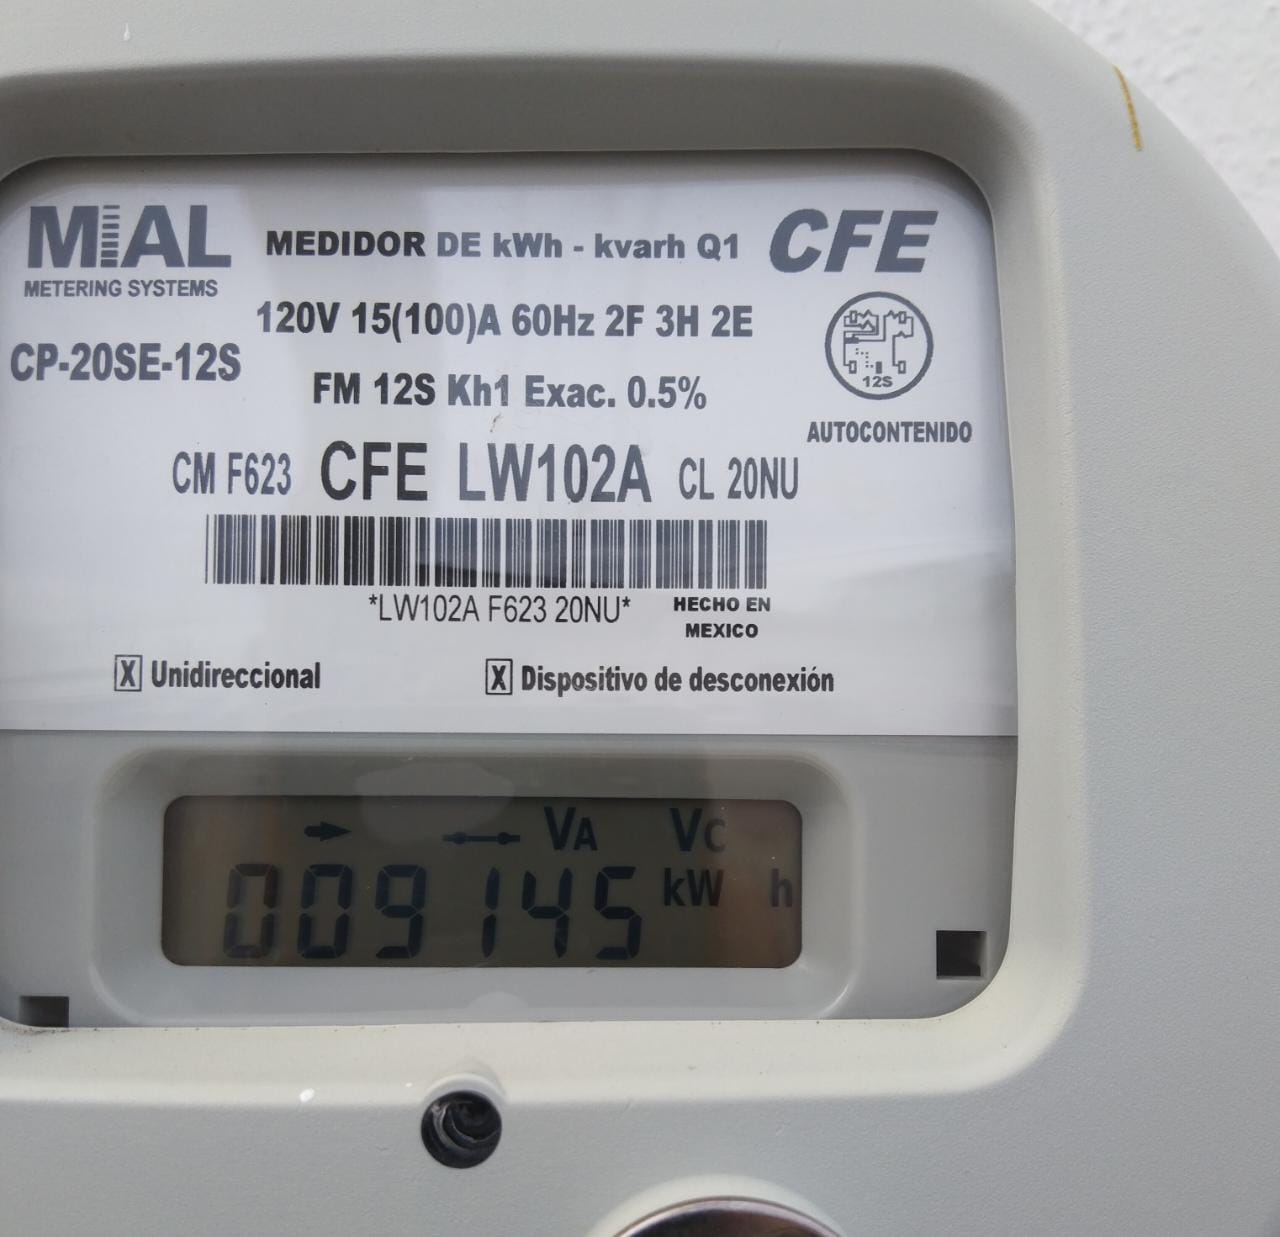 MIAL
METERING SYSTEMS
MEDIDOR DE kWh - kvarh Q1
CFE
120V 15(100)A 60Hz 2F 3H 2E
CP-20SE-12S
12S
FM 12S Kh1 Exac. 0.5%
AUTOCONTENIDO
CM F623 CFE LW102A CL 20NU
*LW102A F623 20NU*
HECHO EN
MEXICO
X Unidireccional
X Dispositivo de desconexión
VA VC
009145 kW h